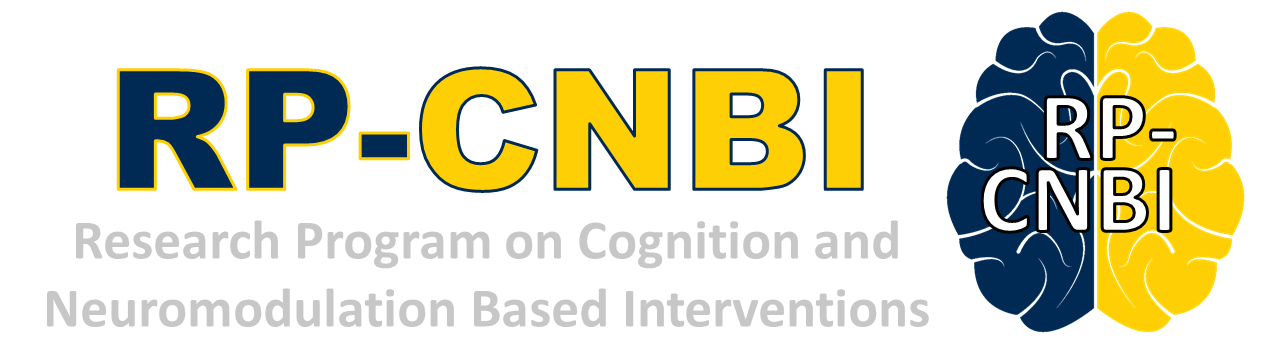 RP-CNBI
Research Program on Cognition and
Neuromodulation Based Interventions
RP-
CNBI